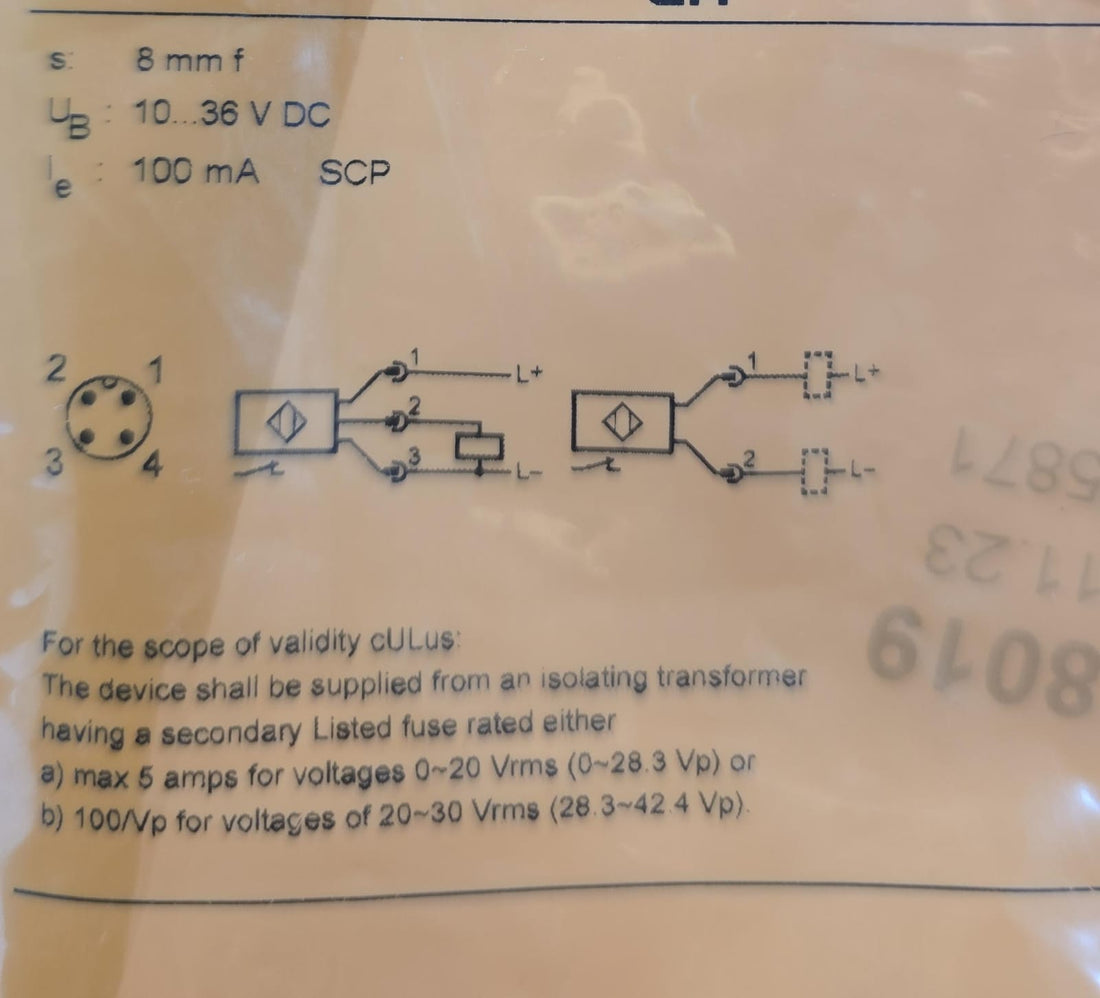 s: 8 mm f
UB : 10...36 V DC
Ie : 100 mA SCP
2 1
3 4
1 L+
2
3 L-
1 L+
2 L-
5871
11.23
8019
For the scope of validity cULus:
The device shall be supplied from an isolating transformer
having a secondary Listed fuse rated either
a) max 5 amps for voltages 0~20 Vrms (0~28.3 Vp) or
b) 100/Vp for voltages of 20~30 Vrms (28.3~42.4 Vp).